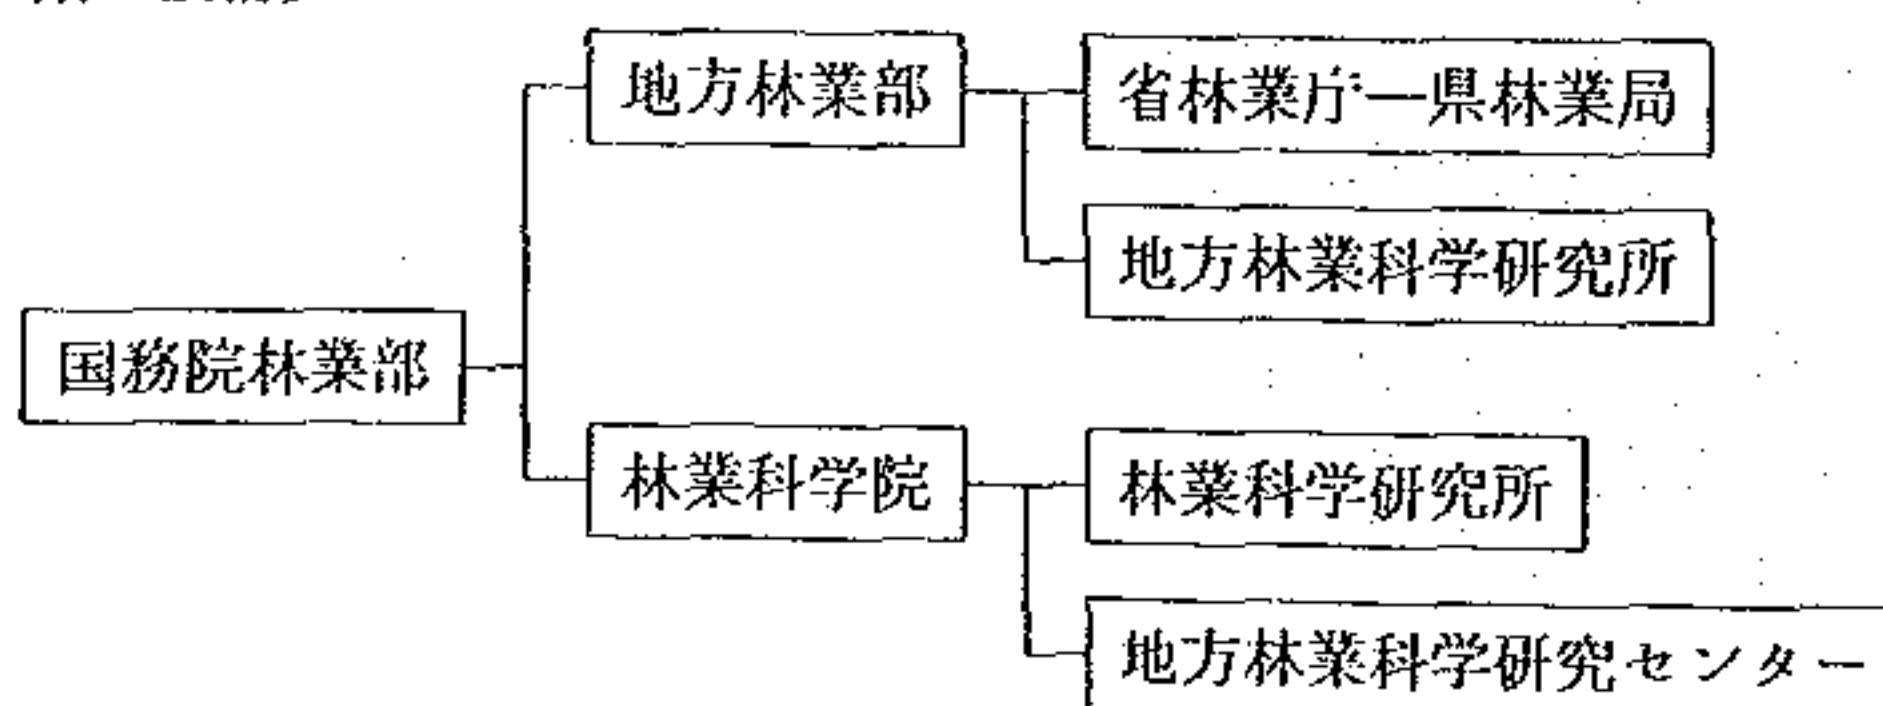 地方林業部
省林業庁―県林業局
地方林業科学研究所
国務院林業部
林業科学院
林業科学研究所
地方林業科学研究センター